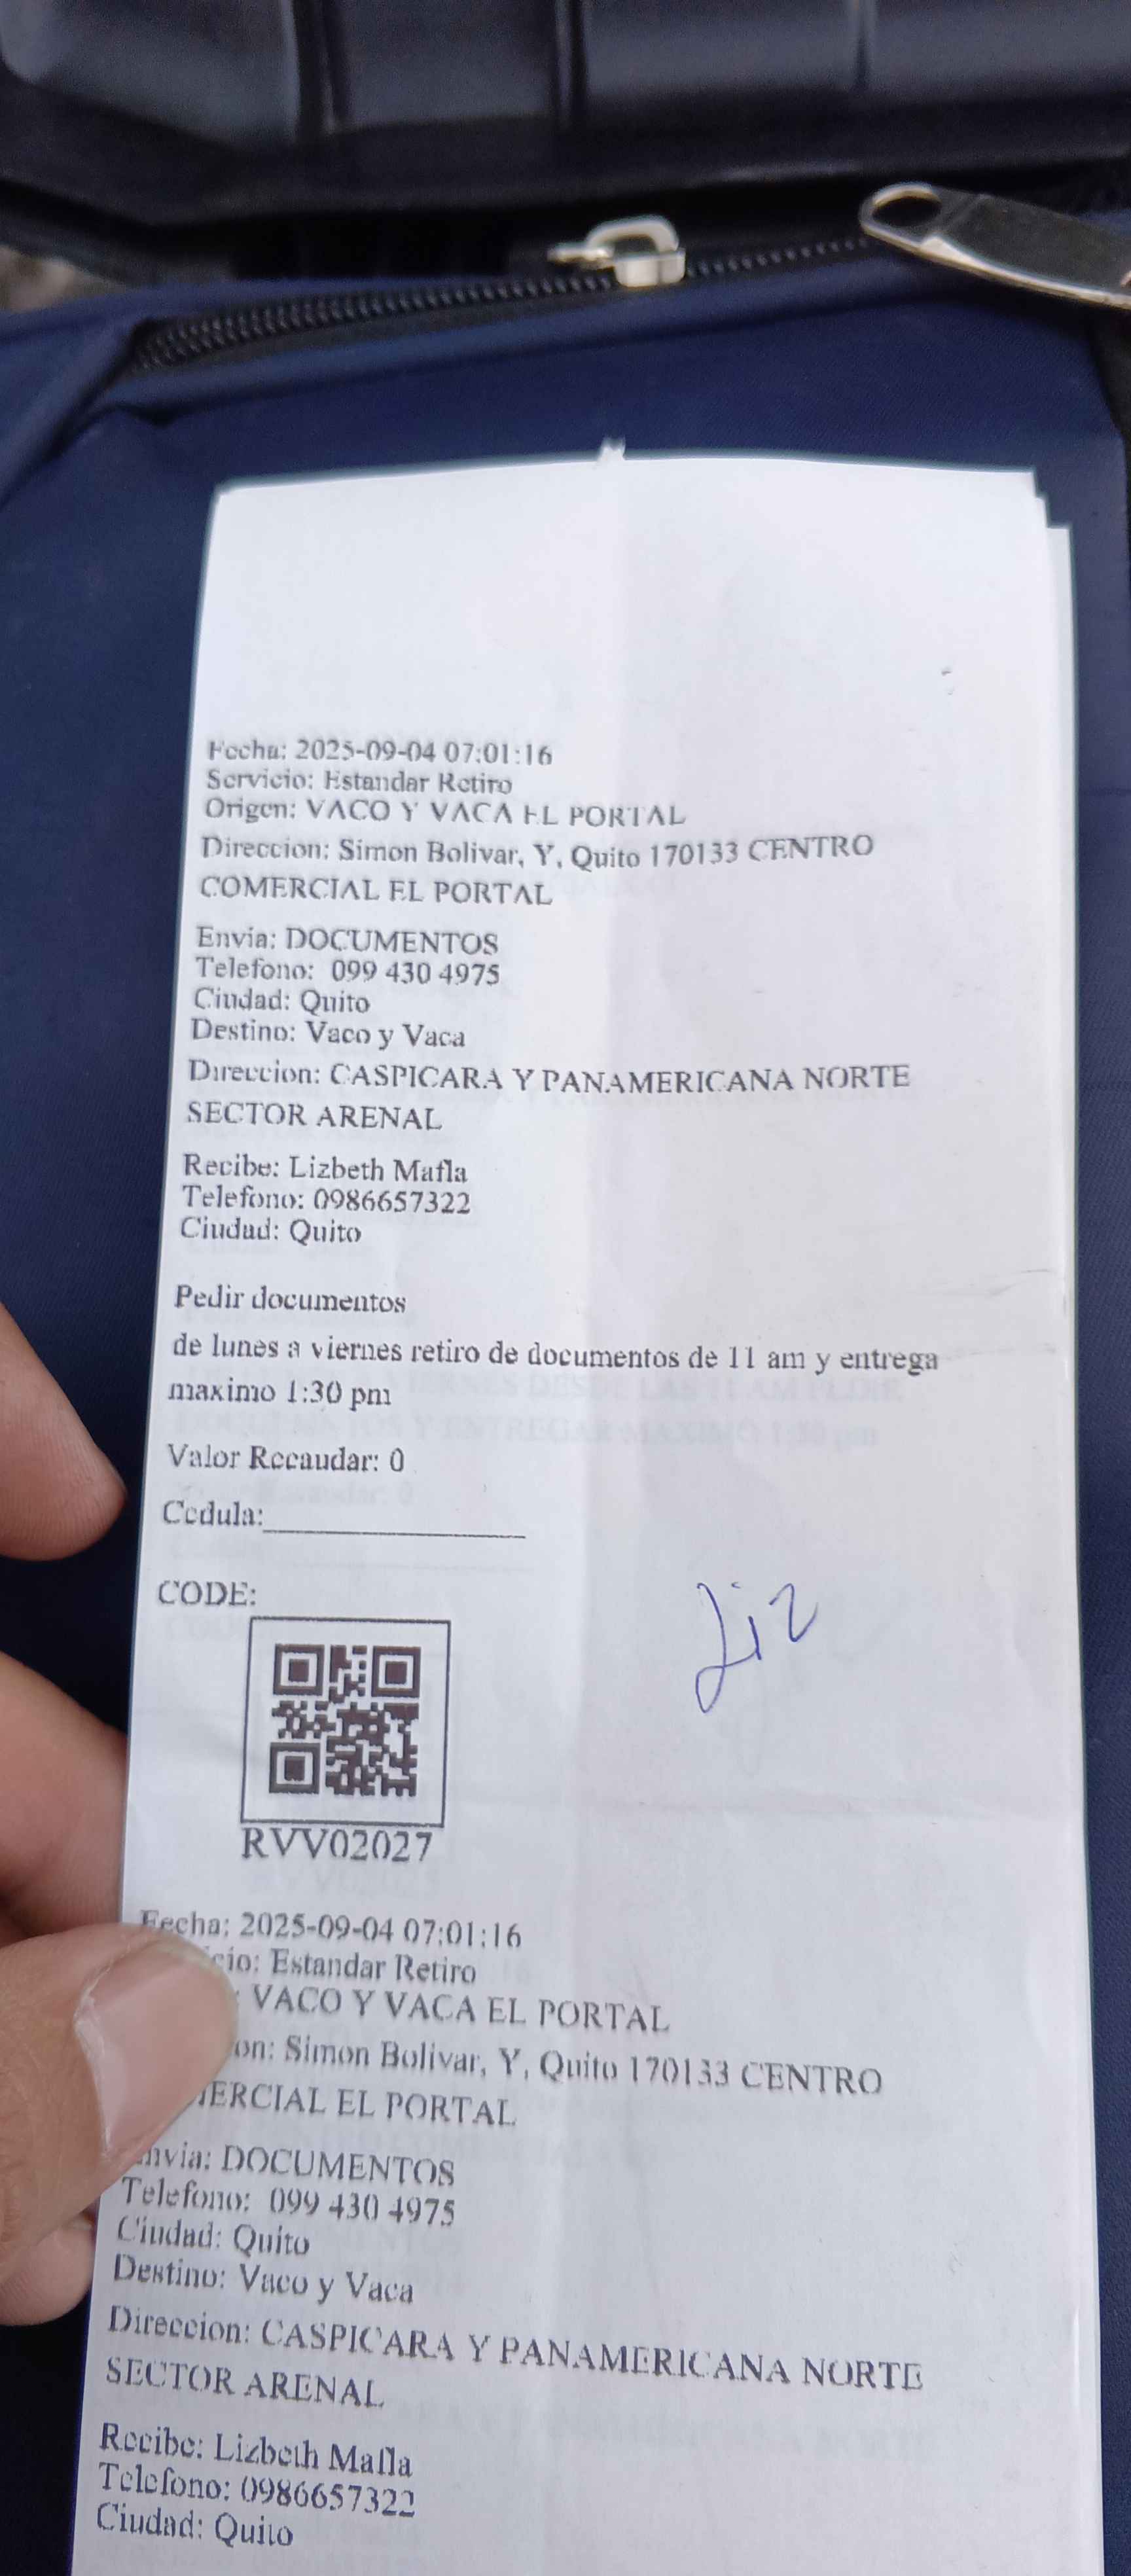 Fecha: 2025-09-04 07:01:16
Servicio: Estandar Retiro
Origen: VACO Y VACA EL PORTAL
Direccion: Simon Bolivar, Y, Quito 170133 CENTRO
COMERCIAL EL PORTAL
Envia: DOCUMENTOS
Telefono: 099 430 4975
Ciudad: Quito
Destino: Vaco y Vaca
Direccion: CASPICARA Y PANAMERICANA NORTE
SECTOR ARENAL
Recibe: Lizbeth Mafla
Telefono: 0986657322
Ciudad: Quito
Pedir documentos
de lunes a viernes retiro de documentos de 11 am y entrega
maximo 1:30 pm
Valor Recaudar: 0
Cedula:
CODE:
Liz
RVV02027
Fecha: 2025-09-04 07:01:16
cio: Estandar Retiro
: VACO Y VACA EL PORTAL
on: Simon Bolivar, Y, Quito 170133 CENTRO
MERCIAL EL PORTAL
nvia: DOCUMENTOS
Telefono: 099 430 4975
Ciudad: Quito
Destino: Vaco y Vaca
Direccion: CASPICARA Y PANAMERICANA NORTE
SECTOR ARENAL
Recibe: Lizbeth Mafla
Telefono: 0986657322
Ciudad: Quito